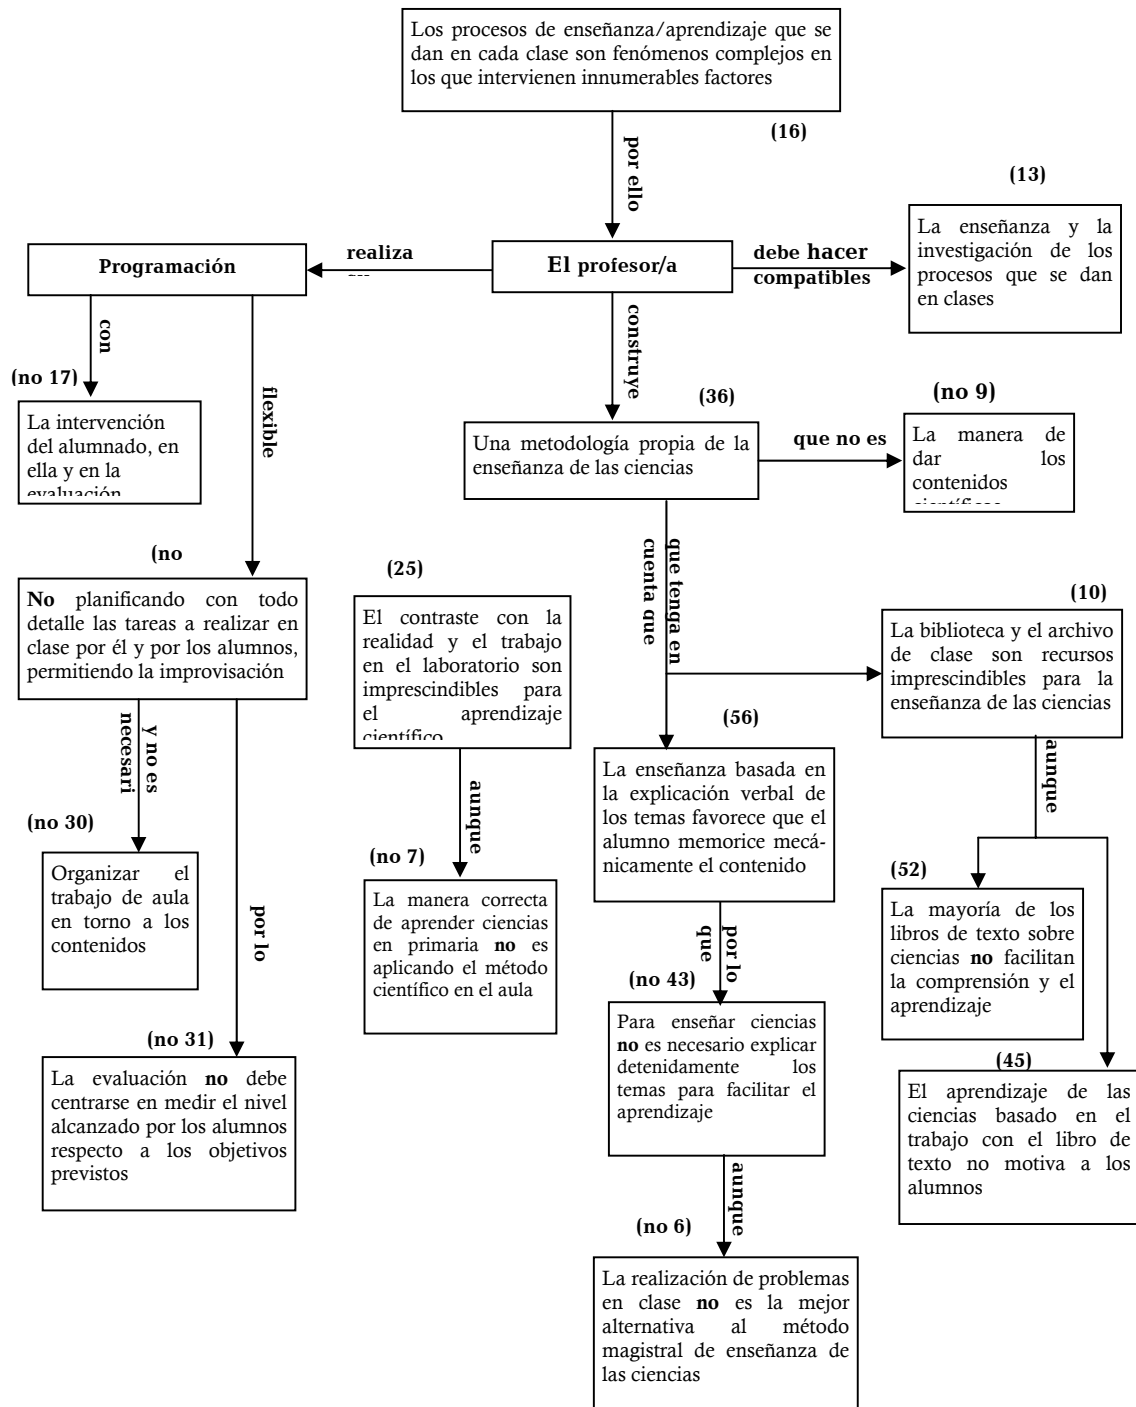 Los procesos de enseñanza/aprendizaje que se
dan en cada clase son fenómenos complejos en
los que intervienen innumerables factores
(16)
por ello
(13)
La enseñanza y la
investigación de los
procesos que se dan
en clases
Programación
realiza
El profesor/a
debe hacer
compatibles
con
flexible
construye
(no 17)
La intervención
del alumnado, en
ella y en la
evaluación
(36)
Una metodología propia de la
enseñanza de las ciencias
que no es
(no 9)
La manera de
dar los
contenidos
científicos
que tenga en
cuenta que
(no
No planificando con todo
detalle las tareas a realizar en
clase por él y por los alumnos,
permitiendo la improvisación
(25)
El contraste con la
realidad y el trabajo
en el laboratorio son
imprescindibles para
el aprendizaje
científico
(10)
La biblioteca y el archivo
de clase son recursos
imprescindibles para la
enseñanza de las ciencias
y no es
necesari
aunque
(56)
La enseñanza basada en
la explicación verbal de
los temas favorece que el
alumno memorice mecá-
nicamente el contenido
aunque
(no 30)
Organizar el
trabajo de aula
en torno a los
contenidos
por lo
(no 7)
La manera correcta
de aprender ciencias
en primaria no es
aplicando el método
científico en el aula
por lo
que
(52)
La mayoría de los
libros de texto sobre
ciencias no facilitan
la comprensión y el
aprendizaje
(no 31)
La evaluación no debe
centrarse en medir el nivel
alcanzado por los alumnos
respecto a los objetivos
previstos
(no 43)
Para enseñar ciencias
no es necesario explicar
detenidamente los
temas para facilitar el
aprendizaje
(45)
El aprendizaje de las
ciencias basado en el
trabajo con el libro de
texto no motiva a los
alumnos
aunque
(no 6)
La realización de problemas
en clase no es la mejor
alternativa al método
magistral de enseñanza de
las ciencias